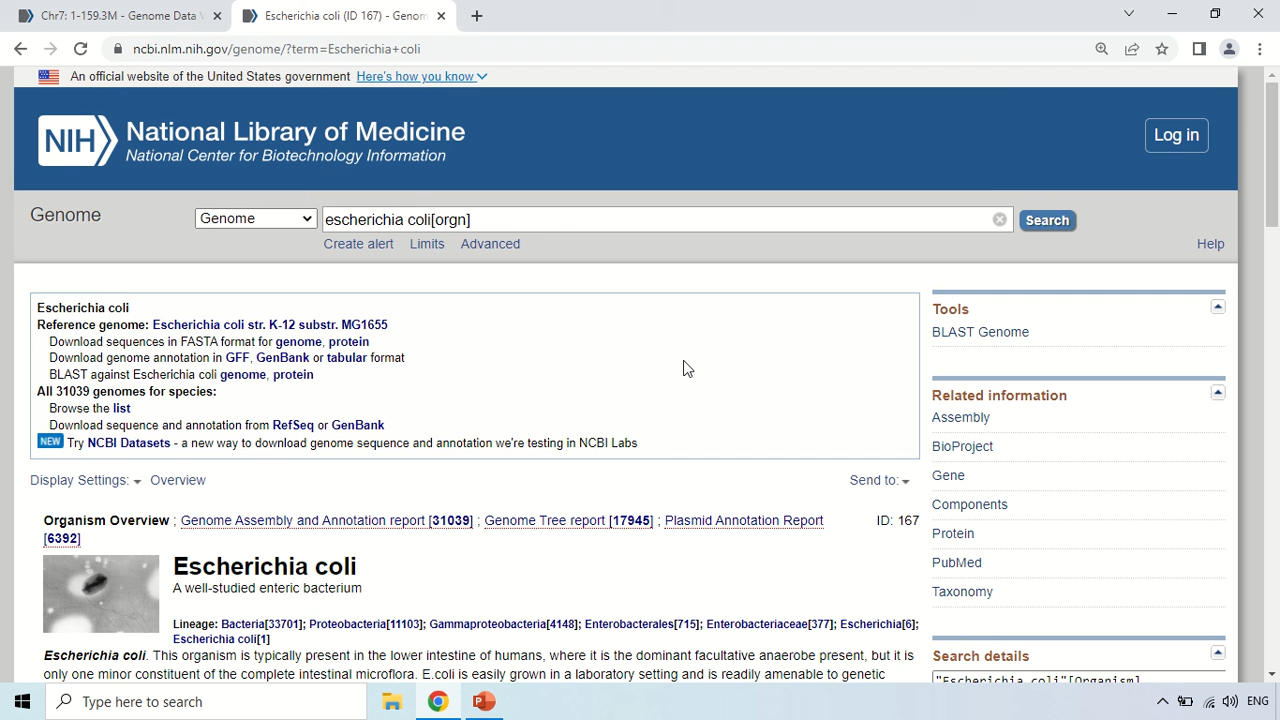 Chr7: 1-159.3M - Genome Data V
Escherichia coli (ID 167) - Genom
ncbi.nlm.nih.gov/genome/?term=Escherichia+coli
An official website of the United States government Here's how you know
NIH National Library of Medicine
National Center for Biotechnology Information
Log in
Genome
Genome
escherichia coli[orgn]
Search
Create alert Limits Advanced
Help
Escherichia coli
Reference genome: Escherichia coli str. K-12 substr. MG1655
Download sequences in FASTA format for genome, protein
Download genome annotation in GFF, GenBank or tabular format
BLAST against Escherichia coli genome, protein
All 31039 genomes for species:
Browse the list
Download sequence and annotation from RefSeq or GenBank
NEW Try NCBI Datasets - a new way to download genome sequence and annotation we're testing in NCBI Labs
Display Settings: Overview
Send to:
Organism Overview ; Genome Assembly and Annotation report [31039] ; Genome Tree report [17945] ; Plasmid Annotation Report
[6392]
ID: 167
Escherichia coli
A well-studied enteric bacterium
Lineage: Bacteria[33701]; Proteobacteria[11103]; Gammaproteobacteria[4148]; Enterobacterales[715]; Enterobacteriaceae[377]; Escherichia[6];
Escherichia coli[1]
Escherichia coli. This organism is typically present in the lower intestine of humans, where it is the dominant facultative anaerobe present, but it is
only one minor constituent of the complete intestinal microflora. E.coli is easily grown in a laboratory setting and is readily amenable to genetic
Tools
BLAST Genome
Related information
Assembly
BioProject
Gene
Components
Protein
PubMed
Taxonomy
Search details
"Escherichia coli"[Organism]
Type here to search
ENG